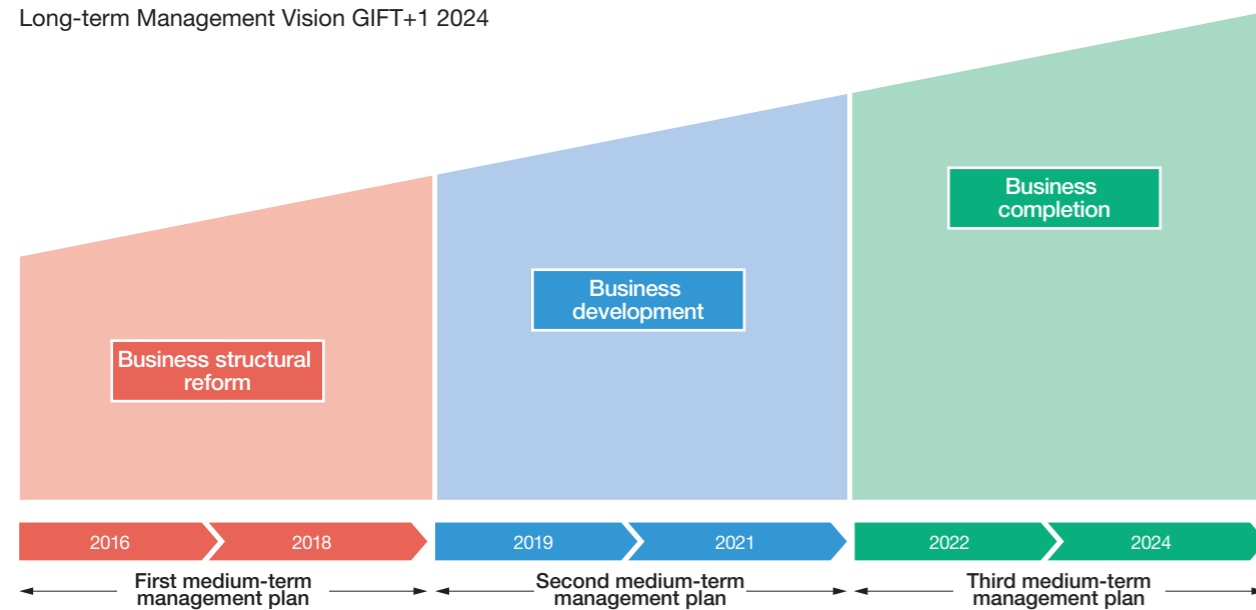 Long-term Management Vision GIFT+1 2024
Business
completion
Business
development
Business structural
reform
2016
2018
2019
2021
2022
2024
First medium-term
management plan
Second medium-term
management plan
Third medium-term
management plan